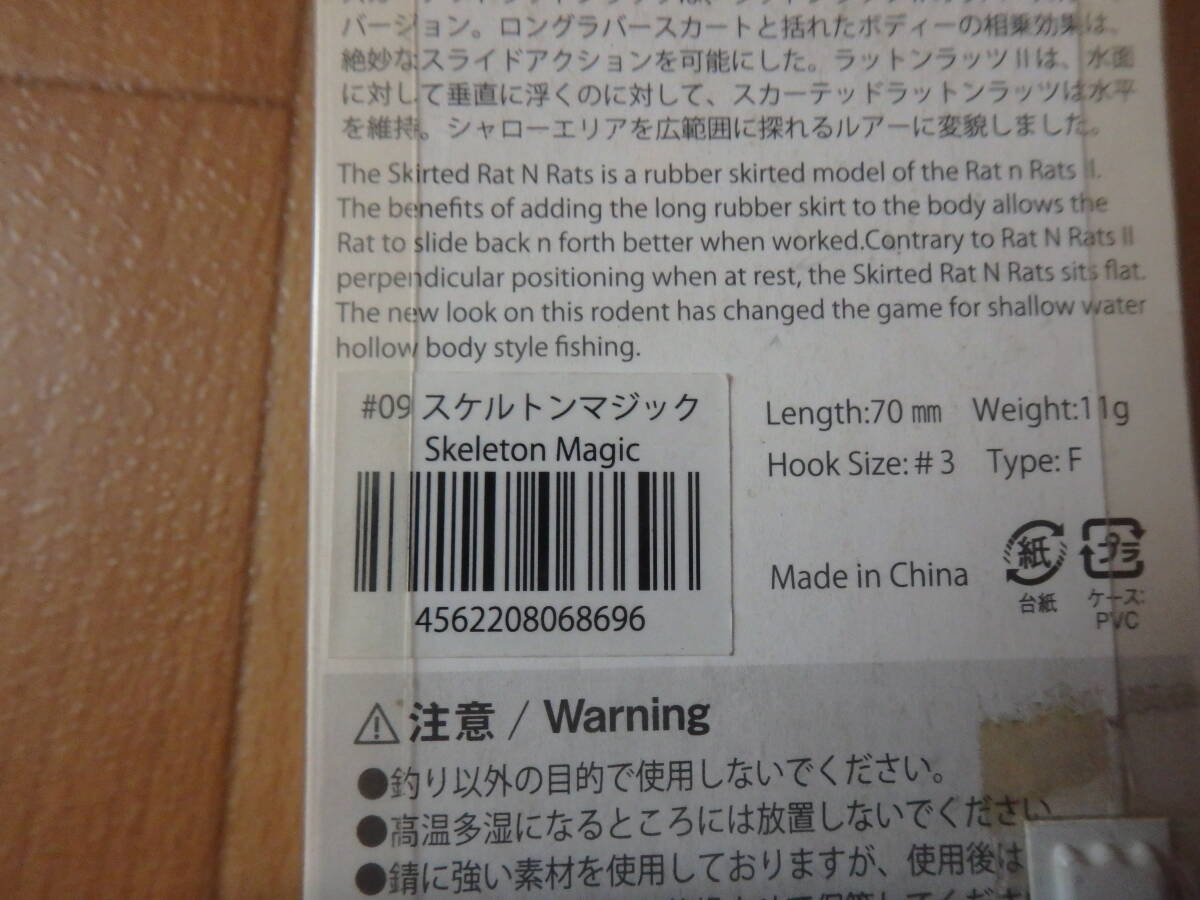 バージョン。ロングラバースカートと括れたボディーの相乗効果は、
絶妙なスライドアクションを可能にした。ラットンラッツⅡは、水面
に対して垂直に浮くのに対して、スカーテッドラットンラッツは水平
を維持。シャローエリアを広範囲に探れるルアーに変貌しました。
The Skirted Rat N Rats is a rubber skirted model of the Rat n Rats II.
The benefits of adding the long rubber skirt to the body allows the
Rat to slide back n forth better when worked.Contrary to Rat N Rats II
perpendicular positioning when at rest, the Skirted Rat N Rats sits flat.
The new look on this rodent has changed the game for shallow water
hollow body style fishing.
#09 スケルトンマジック
Skeleton Magic
4562208068696
Length:70㎜ Weight:11g
Hook Size:#3 Type: F
Made in China
紙
台紙
プラ
ケース:
PVC
注意 / Warning
●釣り以外の目的で使用しないでください。
●高温多湿になるところには放置しないでください
●錆に強い素材を使用しておりますが、使用後は